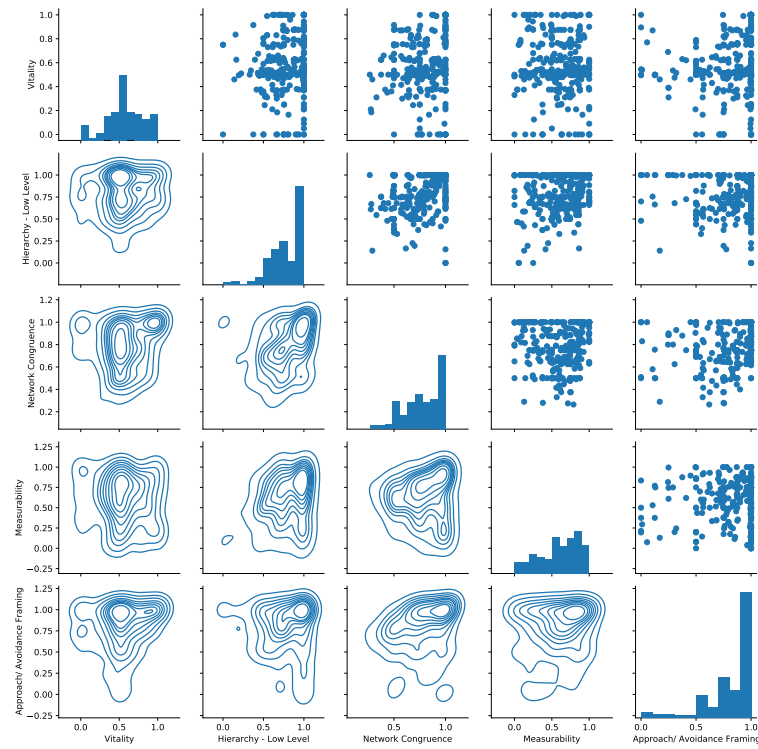 Vitality
1.0
0.8
0.6
0.4
0.2
0.0
Hierarchy - Low Level
1.00
0.75
0.50
0.25
0.00
Network Congruence
1.2
1.0
0.8
0.6
0.4
0.2
Measurability
1.25
1.00
0.75
0.50
0.25
0.00
−0.25
Approach/ Avoidance Framing
1.25
1.00
0.75
0.50
0.25
0.00
−0.25
0.0 0.5 1.0
Vitality
0.0 0.5 1.0
Hierarchy - Low Level
0.5 1.0
Network Congruence
0.0 0.5 1.0
Measurability
0.0 0.5 1.0
Approach/ Avoidance Framing